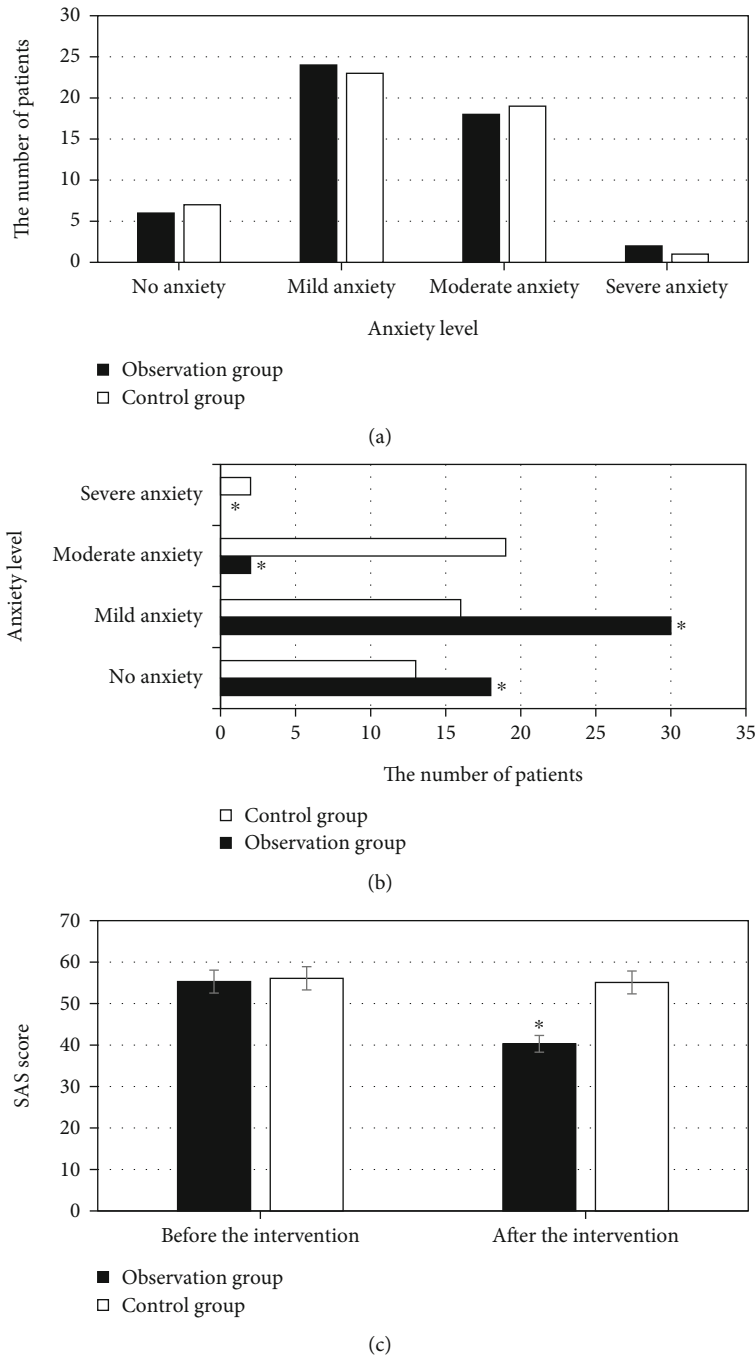 30
25
20
15
10
5
0
The number of patients
No anxiety Mild anxiety Moderate anxiety Severe anxiety
Anxiety level
Observation group
Control group
(a)
Anxiety level
Severe anxiety
*
Moderate anxiety
*
Mild anxiety
*
No anxiety
*
0 5 10 15 20 25 30 35
The number of patients
Control group
Observation group
(b)
70
60
50
40
30
20
10
0
SAS score
*
Before the intervention After the intervention
Observation group
Control group
(c)